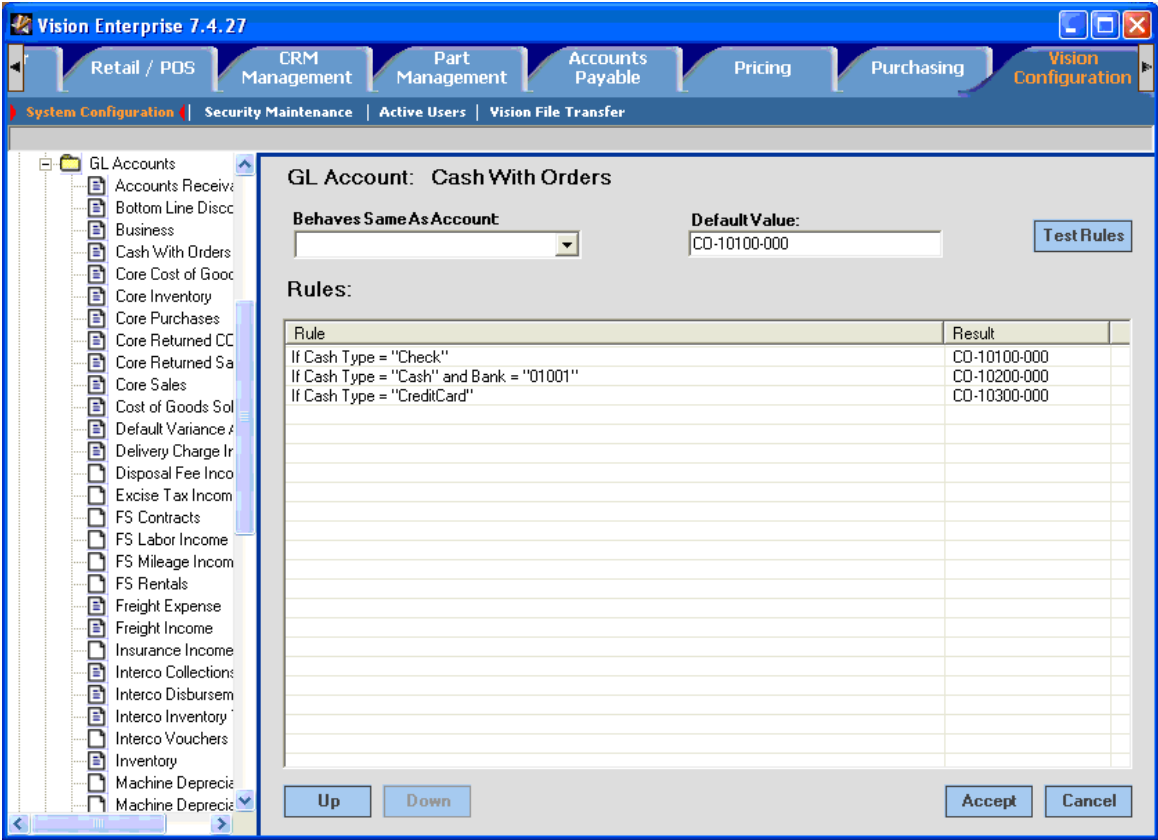 Vision Enterprise 7.4.27
Retail / POS
CRM
Management
Part
Management
Accounts
Payable
Pricing
Purchasing
Vision
Configuration
System Configuration
Security Maintenance | Active Users | Vision File Transfer
GL Accounts
Accounts Receiva
Bottom Line Disco
Business
Cash With Orders
Core Cost of Good
Core Inventory
Core Purchases
Core Returned CO
Core Returned Sa
Core Sales
Cost of Goods Sol
Default Variance A
Delivery Charge In
Disposal Fee Inco
Excise Tax Incom
FS Contracts
FS Labor Income
FS Mileage Incom
FS Rentals
Freight Expense
Freight Income
Insurance Income
Interco Collections
Interco Disbursem
Interco Inventory
Interco Vouchers
Inventory
Machine Deprecia
Machine Deprecia
GL Account: Cash With Orders
Behaves Same As Account:
Default Value:
CO-10100-000
Test Rules
Rules:
Rule Result
If Cash Type = "Check" CO-10100-000
If Cash Type = "Cash" and Bank = "01001" CO-10200-000
If Cash Type = "CreditCard" CO-10300-000
Up
Down
Accept
Cancel